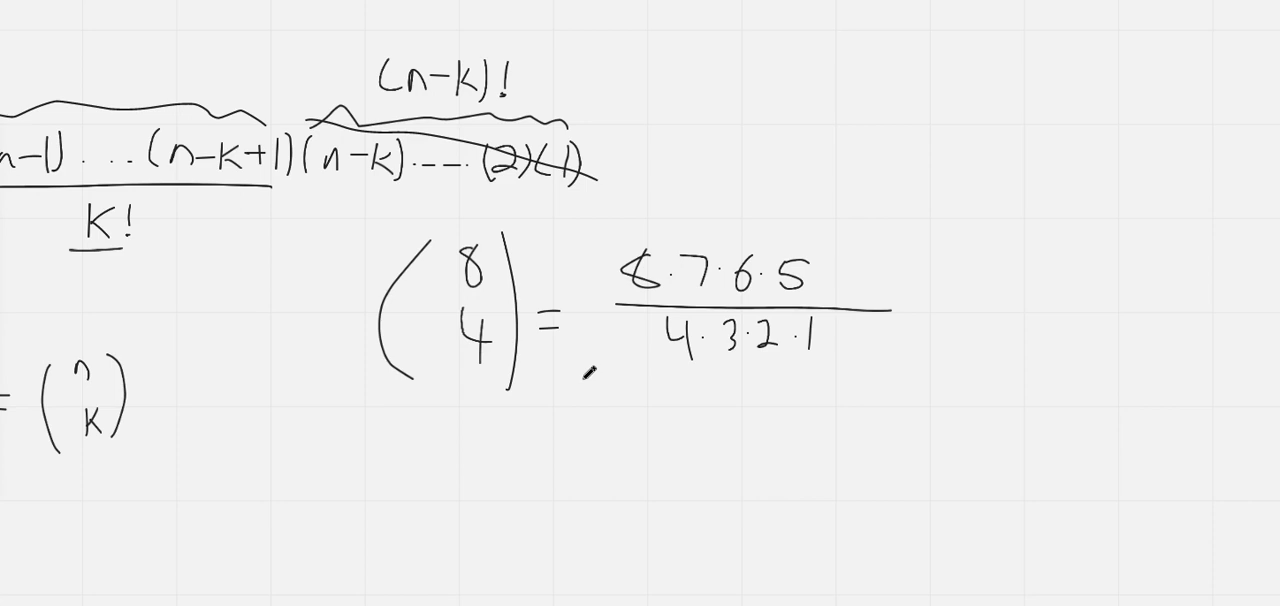 (n-k)!
n-1) ... (n-k+1)(n-k) ---- (2)(1)
k!
(8 4) = 8·7·6·5
4·3·2·1
= (n k)